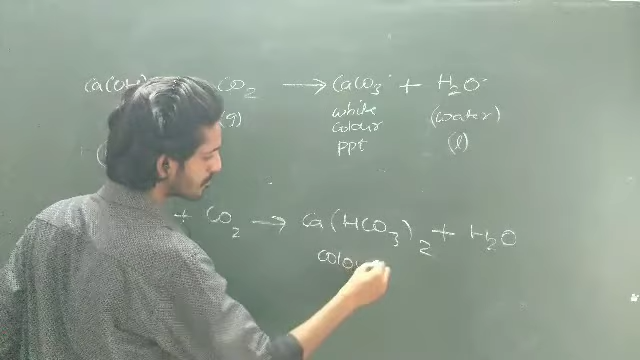 Ca(OH) CO2 → CaCO3 + H2O
(g) white (water)
colour
ppt (l)
+ CO2 → Ca(HCO3)2 + H2O
colou